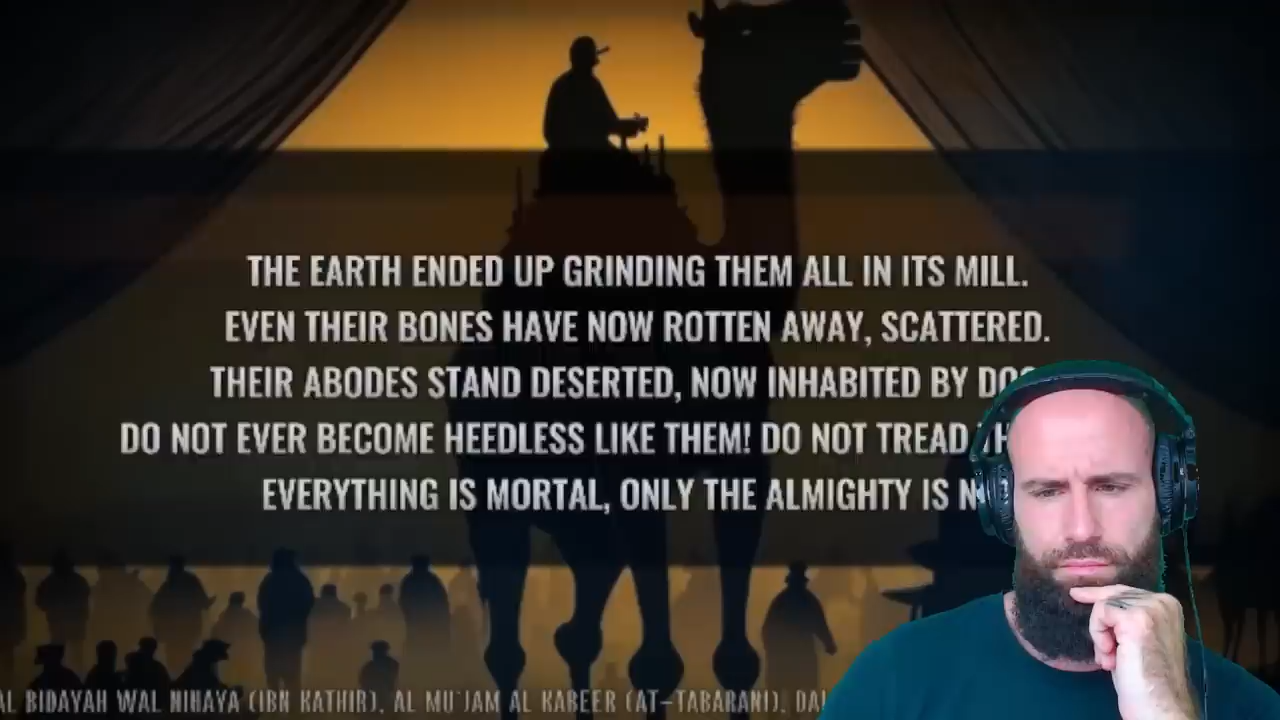 THE EARTH ENDED UP GRINDING THEM ALL IN ITS MILL.
EVEN THEIR BONES HAVE NOW ROTTEN AWAY, SCATTERED.
THEIR ABODES STAND DESERTED, NOW INHABITED BY
DO NOT EVER BECOME HEEDLESS LIKE THEM! DO NOT TREAD
EVERYTHING IS MORTAL, ONLY THE ALMIGHTY IS
AL BIDAYAH WAL NIHAYA (IBN KATHIR), AL MU'JAM AL KABEER (AT-TABARANI),